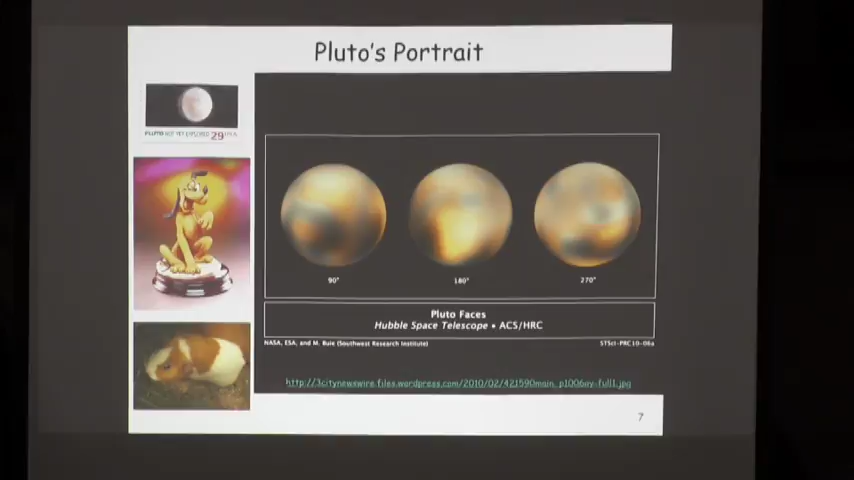 Pluto's Portrait
PLUTO NOT YET EXPLORED 29 USA
90°
180°
270°
Pluto Faces
Hubble Space Telescope • ACS/HRC
NASA, ESA, and M. Buie (Southwest Research Institute)
STScI-PRC10-06a
7